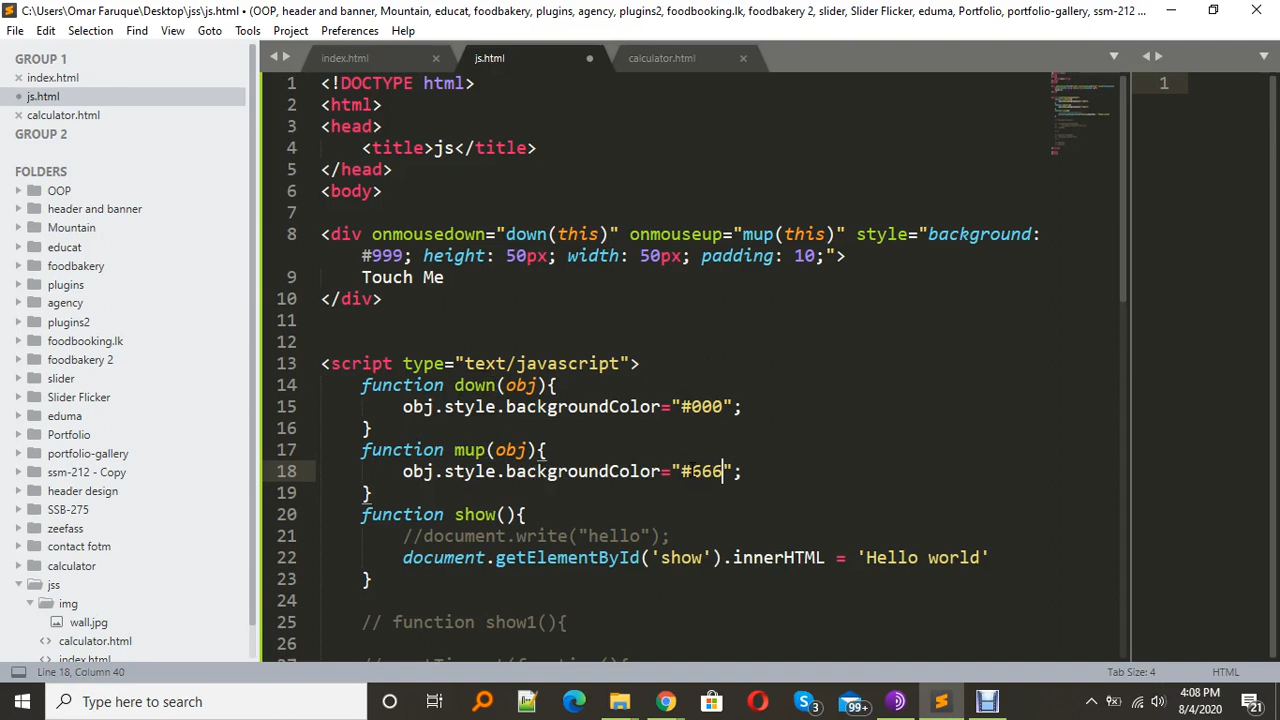 C:\Users\Omar Faruque\Desktop\jss\js.html • (OOP, header and banner, Mountain, educat, foodbakery, plugins, agency, plugins2, foodbooking.lk, foodbakery 2, slider, Slider Flicker, eduma, Portfolio, portfolio-gallery, ssm-212 ...
File Edit Selection Find View Goto Tools Project Preferences Help
GROUP 1
index.html
js.html
calculator.html
GROUP 2
FOLDERS
OOP
header and banner
Mountain
educat
foodbakery
plugins
agency
plugins2
foodbooking.lk
foodbakery 2
slider
Slider Flicker
eduma
Portfolio
portfolio-gallery
ssm-212 - Copy
header design
SSB-275
zeefass
contact fotm
calculator
jss
img
wall.jpg
calculator.html
index.html
index.html js.html calculator.html
1 <!DOCTYPE html>
2 <html>
3 <head>
4 <title>js</title>
5 </head>
6 <body>
7
8 <div onmousedown="down(this)" onmouseup="mup(this)" style="background:
#999; height: 50px; width: 50px; padding: 10;">
9 Touch Me
10 </div>
11
12
13 <script type="text/javascript">
14 function down(obj){
15 obj.style.backgroundColor="#000";
16 }
17 function mup(obj){
18 obj.style.backgroundColor="#666";
19 }
20 function show(){
21 //document.write("hello");
22 document.getElementById('show').innerHTML = 'Hello world'
23 }
24
25 // function show1(){
26
1
Line 18, Column 40
Tab Size: 4
HTML
Type here to search
3
99+
4:08 PM
8/4/2020
21